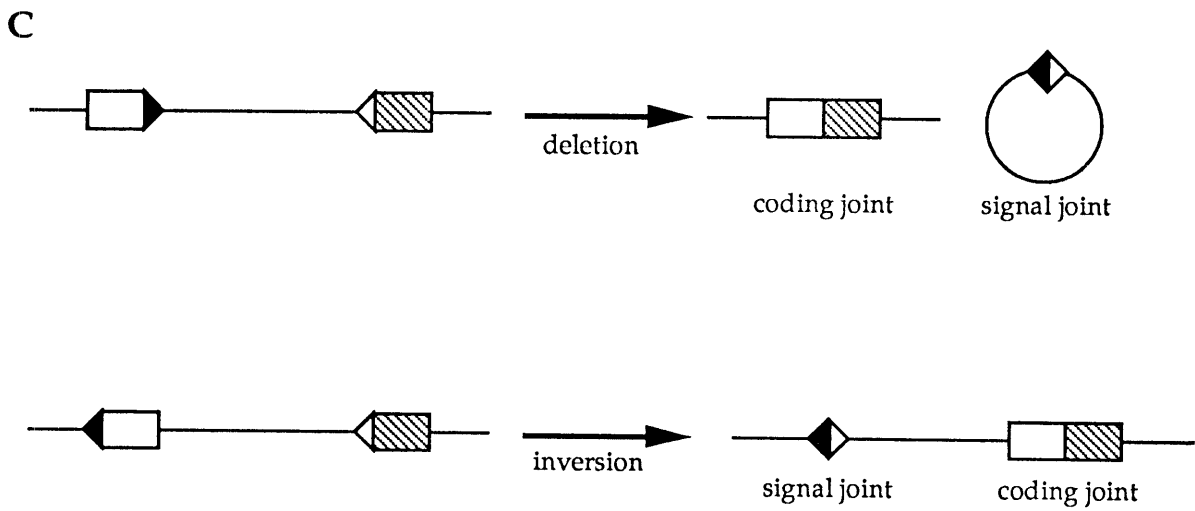 C
deletion
coding joint
signal joint
inversion
signal joint
coding joint